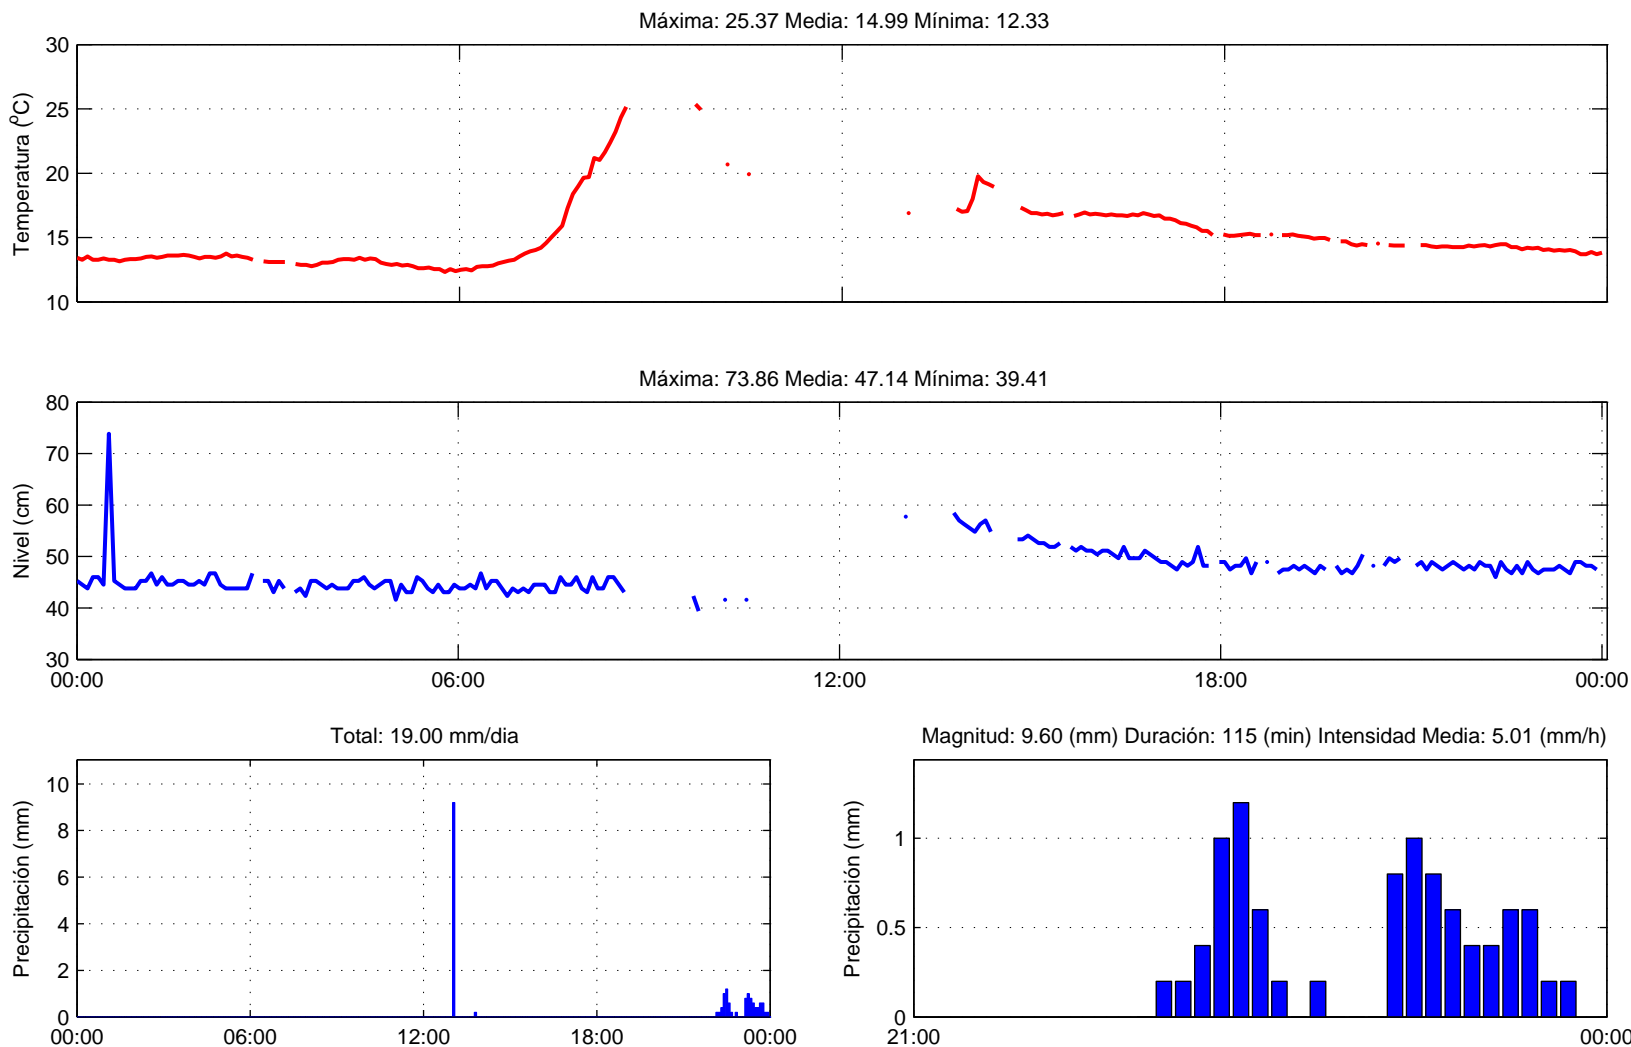 Máxima: 25.37 Media: 14.99 Mínima: 12.33
30
25
20
15
10
Temperatura (ºC)
Máxima: 73.86 Media: 47.14 Mínima: 39.41
80
70
60
50
40
30
Nivel (cm)
00:00 06:00 12:00 18:00 00:00
Total: 19.00 mm/dia
10
8
6
4
2
0
Precipitación (mm)
00:00 06:00 12:00 18:00 00:00
Magnitud: 9.60 (mm) Duración: 115 (min) Intensidad Media: 5.01 (mm/h)
1
0.5
0
Precipitación (mm)
21:00 00:00